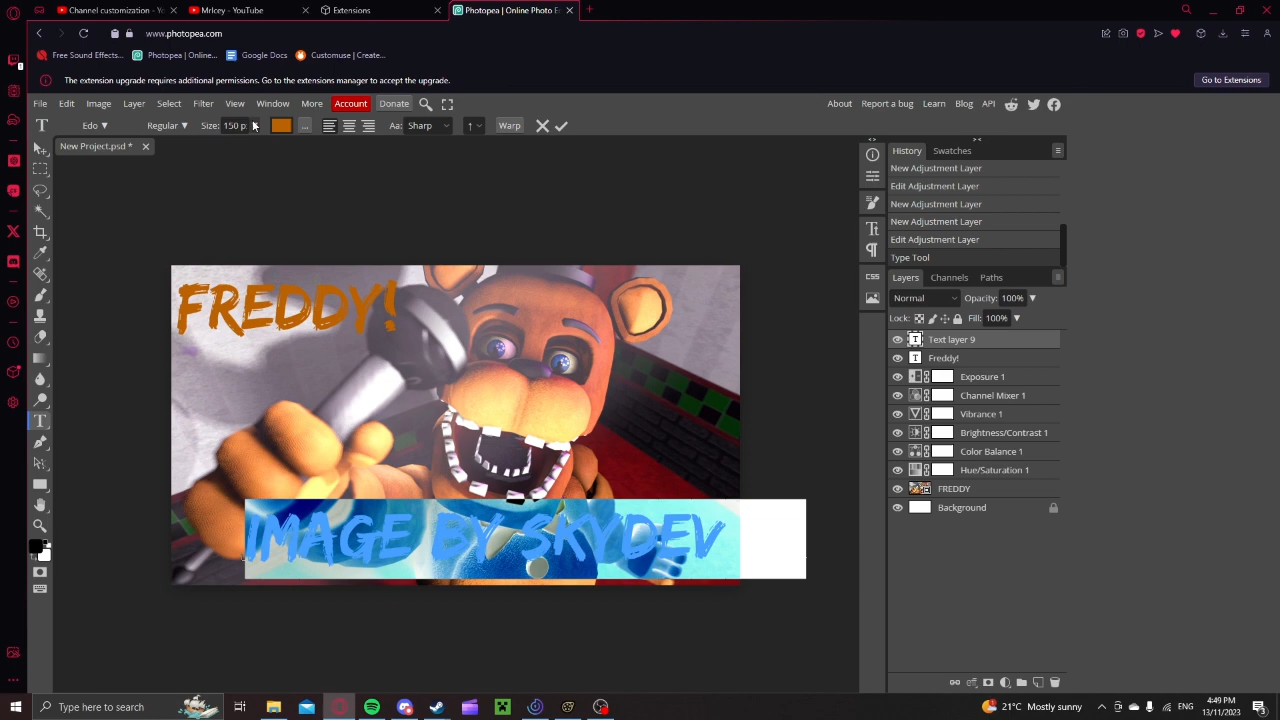 Channel customization - Yo
MrIcey - YouTube
Extensions
Photopea | Online Photo E
www.photopea.com
Free Sound Effects...
Photopea | Online...
Google Docs
Customuse | Create...
The extension upgrade requires additional permissions. Go to the extensions manager to accept the upgrade.
Go to Extensions
File Edit Image Layer Select Filter View Window More Account Donate
About Report a bug Learn Blog API
Edo Regular Size: 150 p: ... Aa: Sharp Warp
New Project.psd *
History Swatches
New Adjustment Layer
Edit Adjustment Layer
New Adjustment Layer
New Adjustment Layer
Edit Adjustment Layer
Type Tool
Layers Channels Paths
Normal Opacity: 100%
Lock: Fill: 100%
Text layer 9
Freddy!
Exposure 1
Channel Mixer 1
Vibrance 1
Brightness/Contrast 1
Color Balance 1
Hue/Saturation 1
FREDDY
Background
CSS
FREDDY!
IMAGE BY SKYDEV
Type here to search
21°C Mostly sunny
ENG
4:49 PM
13/11/2023